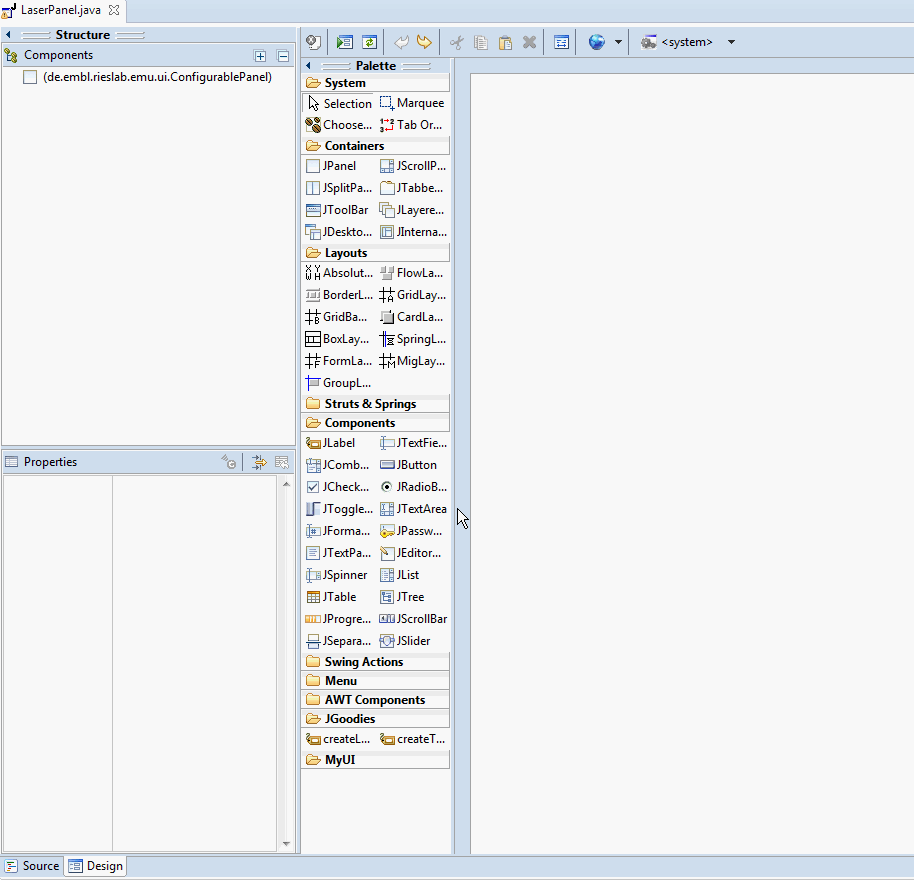 LaserPanel.java
Structure
Components
(de.embl.rieslab.emu.ui.ConfigurablePanel)
Properties
<system>
Palette
System
Selection Marquee
Choose... Tab Or...
Containers
JPanel JScrollP...
JSplitPa... JTabbe...
JToolBar JLayere...
JDeskto... JInterna...
Layouts
Absolut... FlowLa...
BorderL... GridLay...
GridBa... CardLa...
BoxLay... SpringL...
FormLa... MigLay...
GroupL...
Struts & Springs
Components
JLabel JTextFie...
JComb... JButton
JCheck... JRadioB...
JToggle... JTextArea
JForma... JPassw...
JTextPa... JEditor...
JSpinner JList
JTable JTree
JProgre... JScrollBar
JSepara... JSlider
Swing Actions
Menu
AWT Components
JGoodies
createL... createT...
MyUI
Source Design